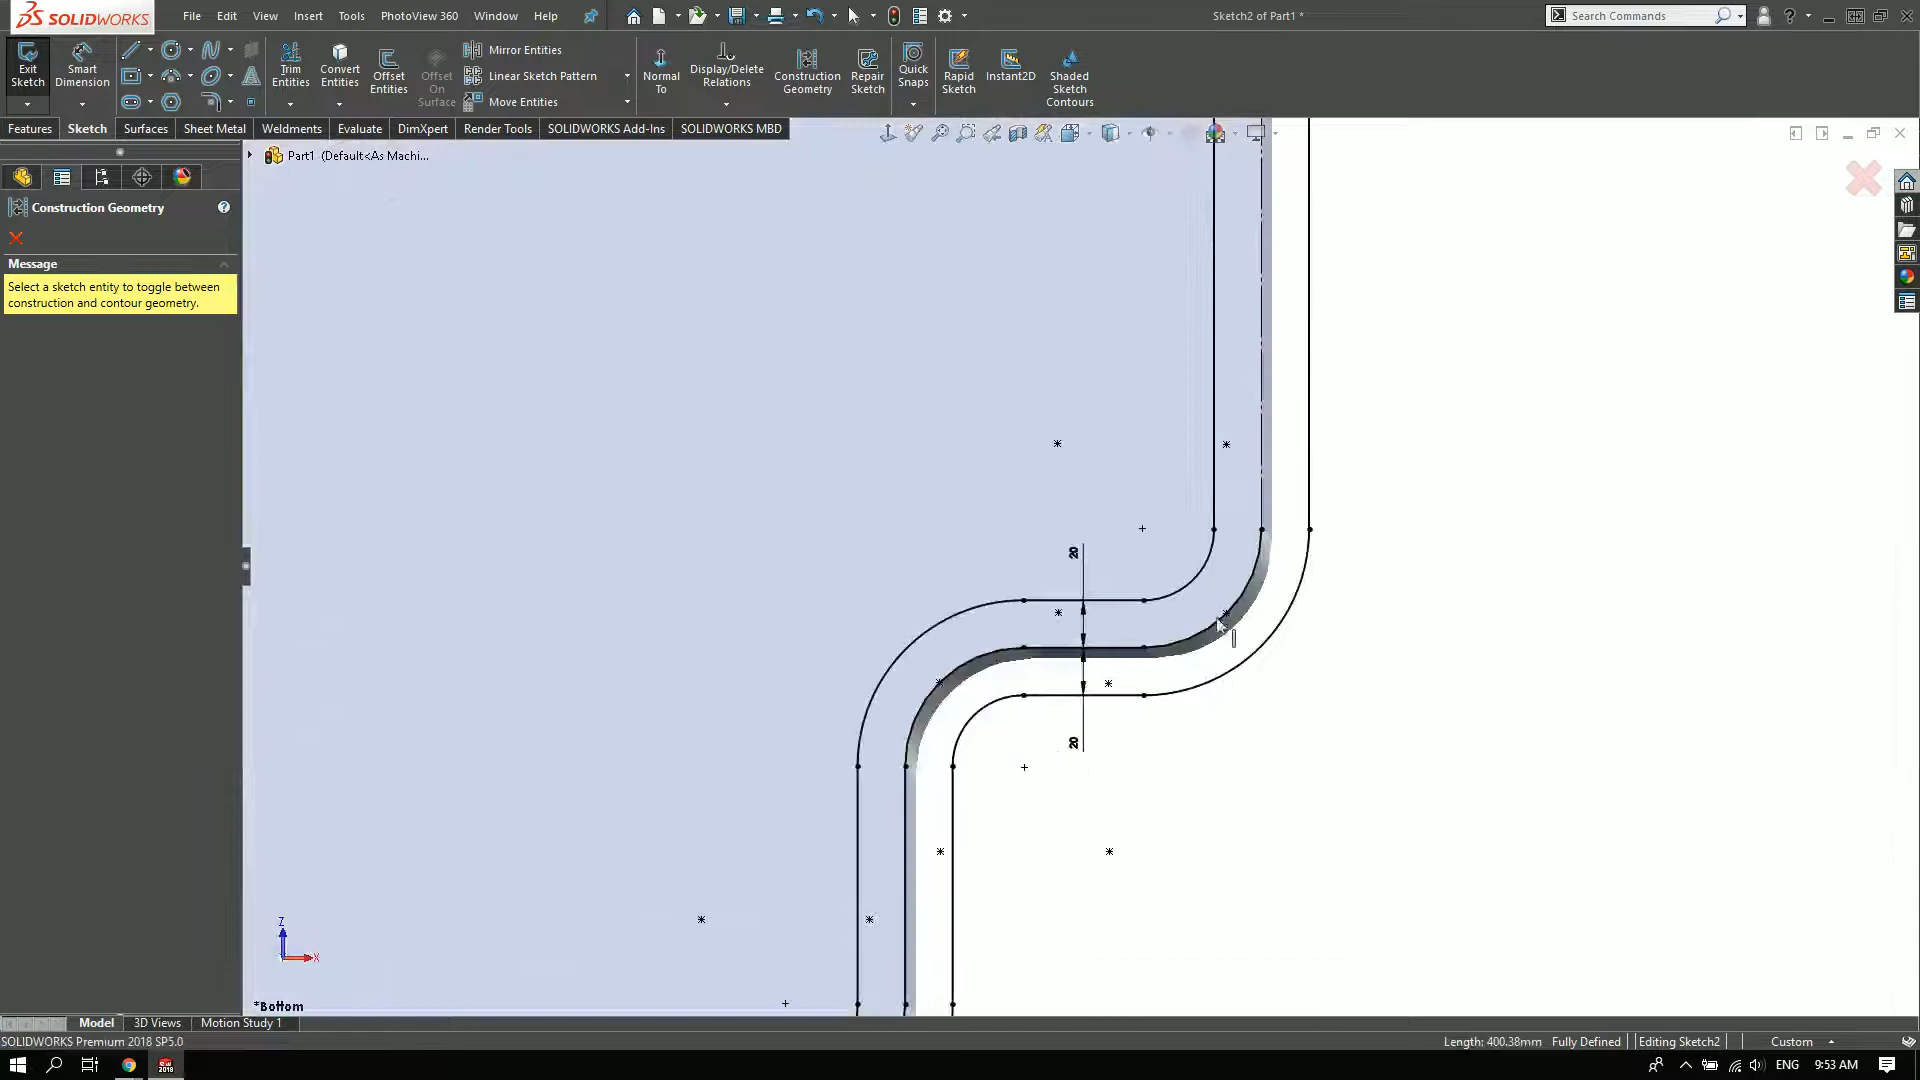 SOLIDWORKS
File Edit View Insert Tools PhotoView 360 Window Help
Sketch2 of Part1 *
Search Commands
Exit Sketch
Smart Dimension
Trim Entities
Convert Entities
Offset Entities
Offset On Surface
Mirror Entities
Linear Sketch Pattern
Move Entities
Normal To
Display/Delete Relations
Construction Geometry
Repair Sketch
Quick Snaps
Rapid Sketch
Instant2D
Shaded Sketch Contours
Features Sketch Surfaces Sheet Metal Weldments Evaluate DimXpert Render Tools SOLIDWORKS Add-Ins SOLIDWORKS MBD
Part1 (Default<As Machi...
Construction Geometry
Message
Select a sketch entity to toggle between
construction and contour geometry.
20
20
Z
X
*Bottom
Model 3D Views Motion Study 1
SOLIDWORKS Premium 2018 SP5.0
Length: 400.38mm Fully Defined Editing Sketch2 Custom
2018
ENG 9:53 AM